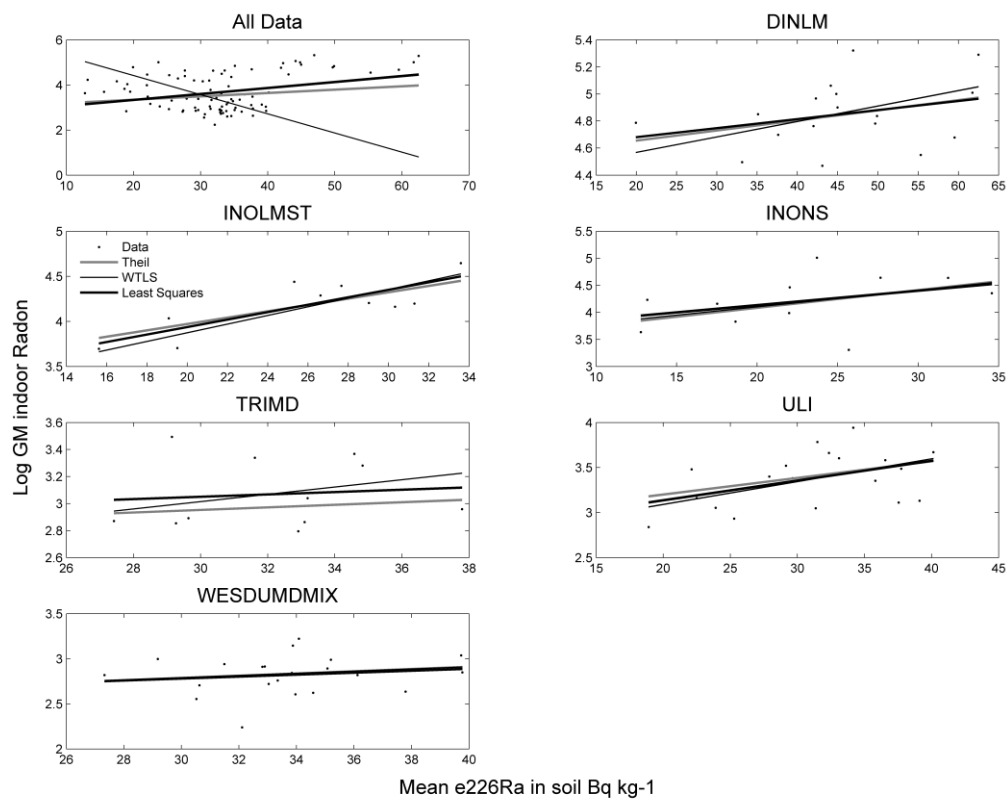 All Data
6
4
2
0
10 20 30 40 50 60 70
DINLM
5.4
5.2
5
4.8
4.6
4.4
15 20 25 30 35 40 45 50 55 60 65
INOLMST
5
4.5
4
3.5
Data
Theil
WTLS
Least Squares
14 16 18 20 22 24 26 28 30 32 34
INONS
5.5
5
4.5
4
3.5
3
10 15 20 25 30 35
TRIMD
3.6
3.4
3.2
3
2.8
2.6
26 28 30 32 34 36 38
ULI
4
3.5
3
2.5
15 20 25 30 35 40 45
WESDUMDMIX
3.5
3
2.5
2
26 28 30 32 34 36 38 40
Log GM indoor Radon
Mean e226Ra in soil Bq kg-1